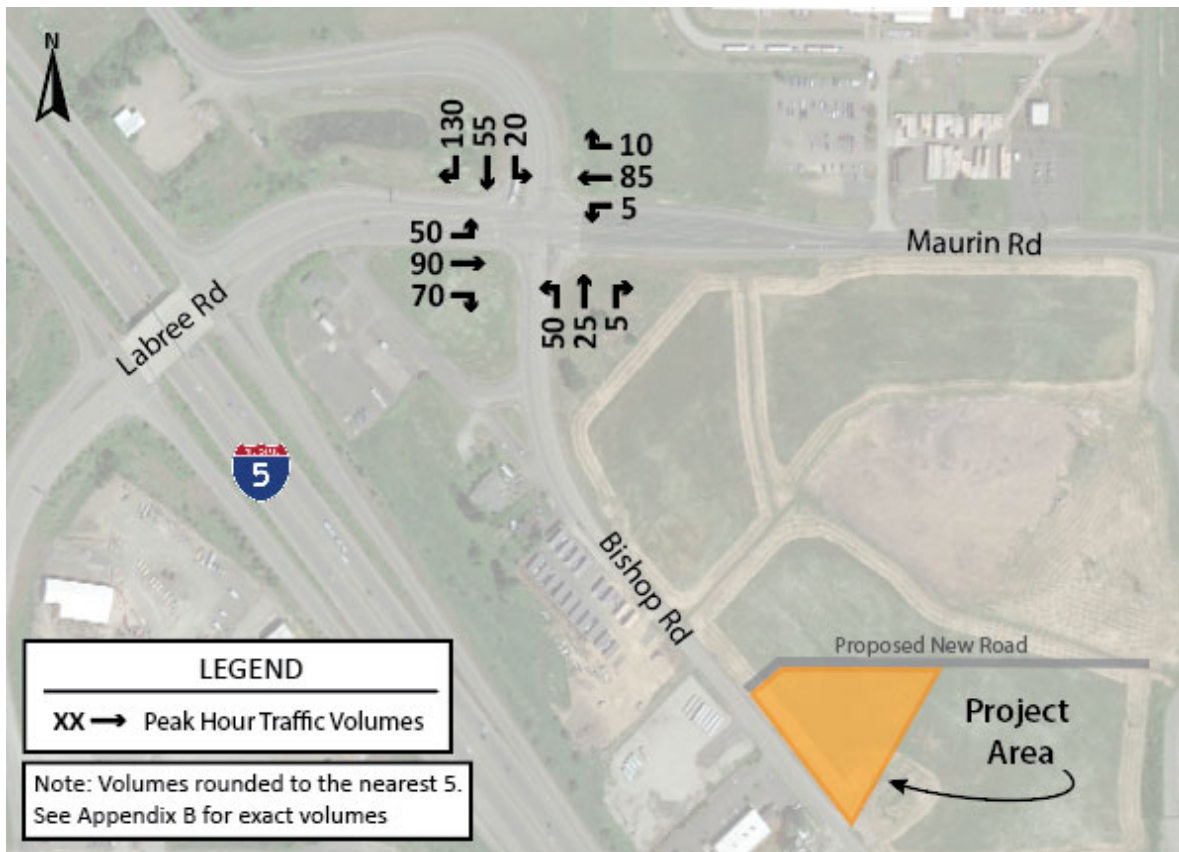 N
130
55
20
10
85
5
50
90
70
50
25
5
Maurin Rd
Labree Rd
5
Bishop Rd
Proposed New Road
Project
Area
LEGEND
XX Peak Hour Traffic Volumes
Note: Volumes rounded to the nearest 5.
See Appendix B for exact volumes